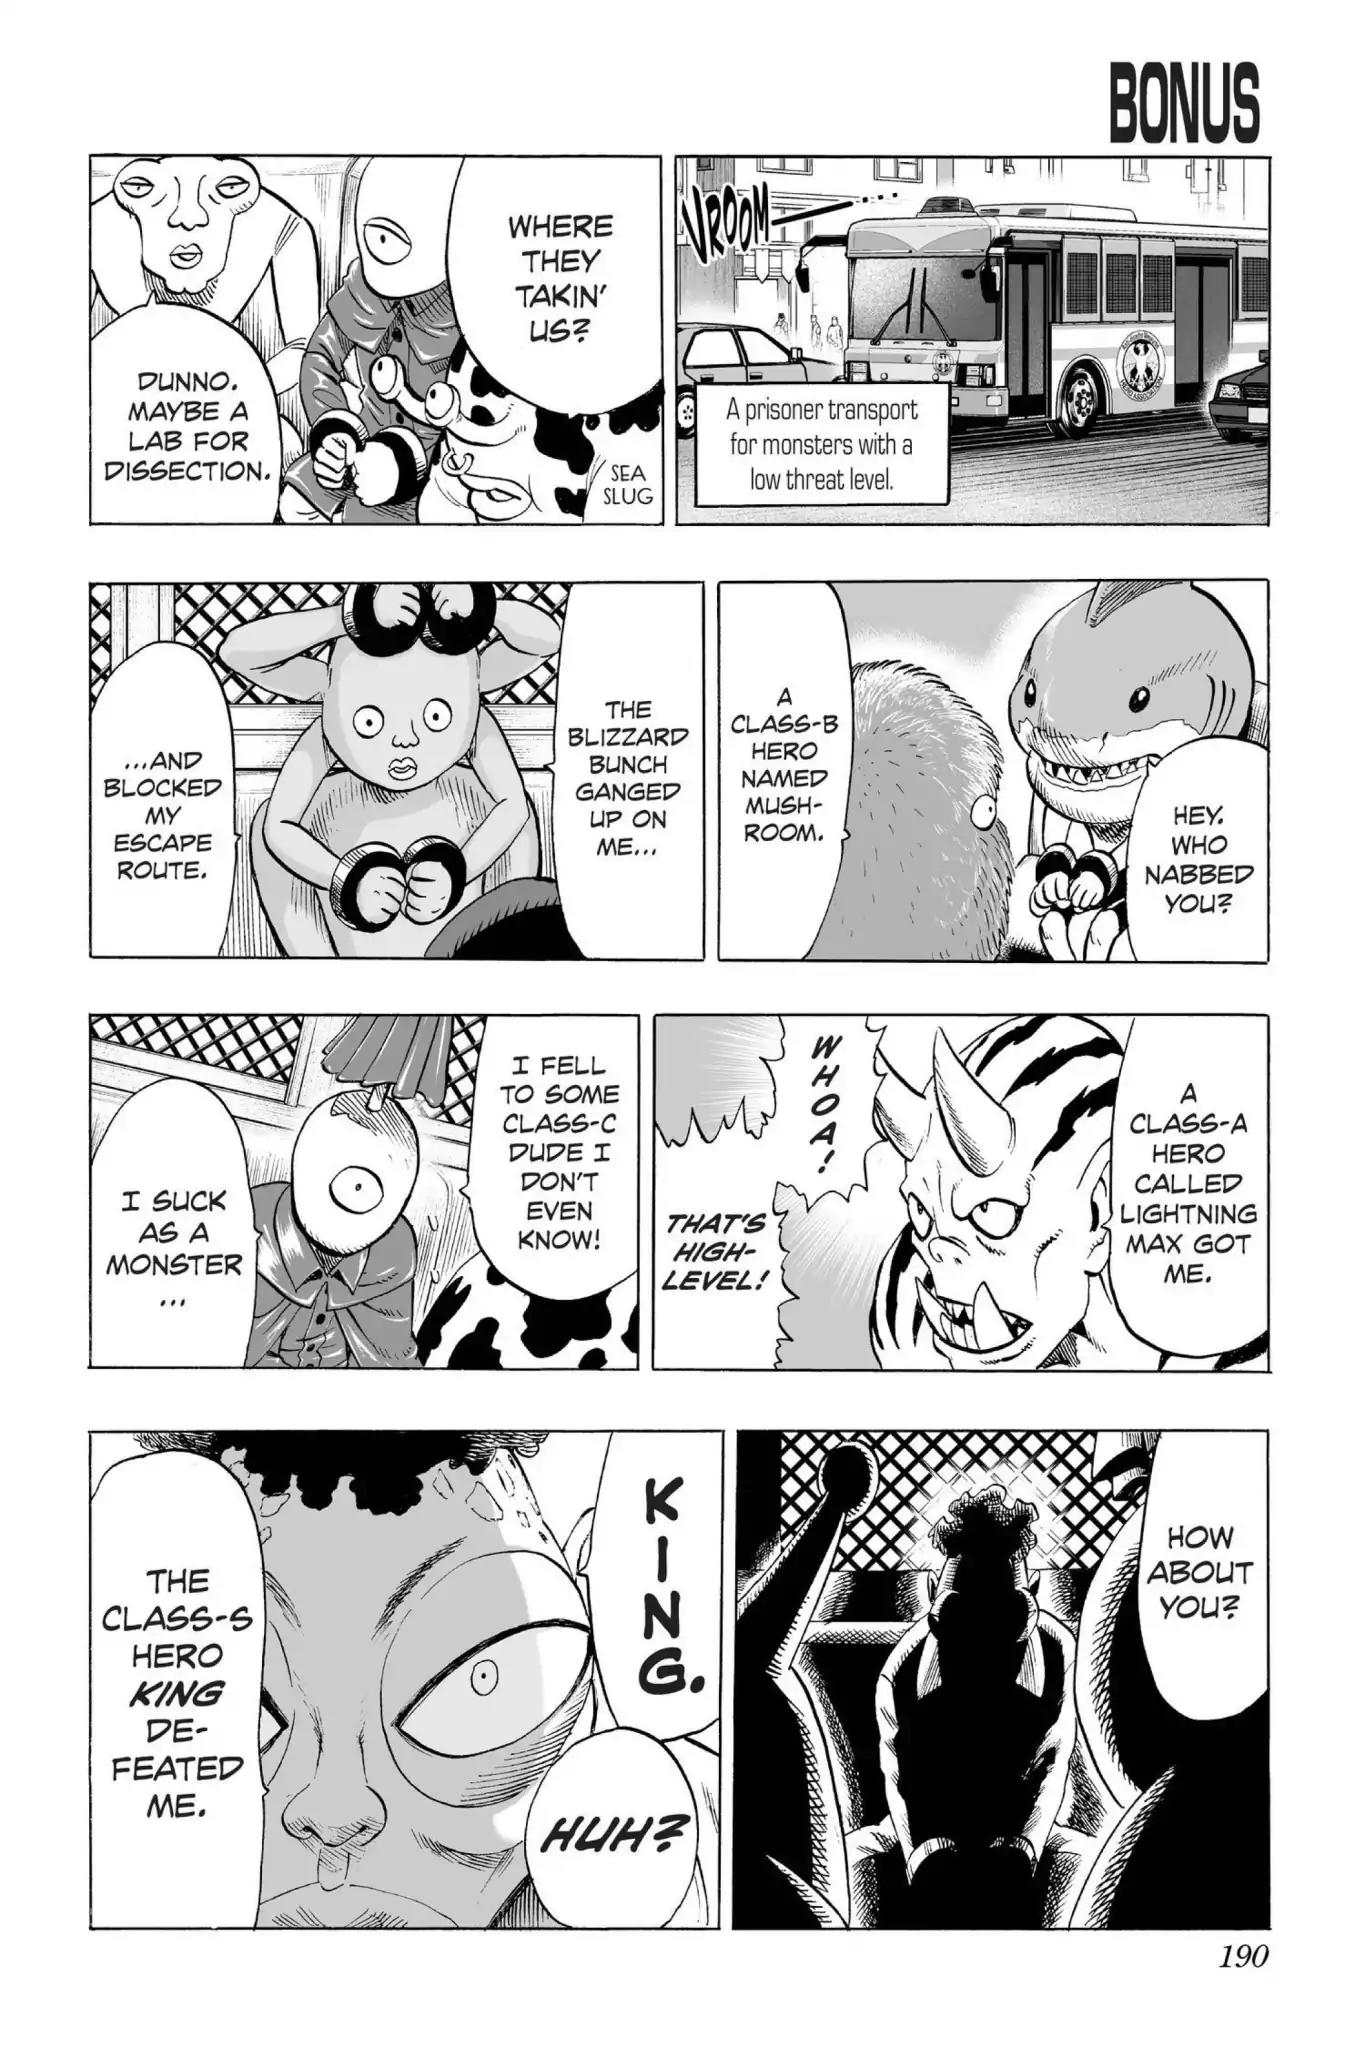 BONUS
VROOM
A prisoner transport
for monsters with a
low threat level.
HERO ASSOCIATION
WHERE
THEY
TAKIN'
US?
SEA
SLUG
DUNNO.
MAYBE A
LAB FOR
DISSECTION.
HEY.
WHO
NABBED
YOU?
A
CLASS-B
HERO
NAMED
MUSH-
ROOM.
THE
BLIZZARD
BUNCH
GANGED
UP ON
ME...
...AND
BLOCKED
MY
ESCAPE
ROUTE.
A
CLASS-A
HERO
CALLED
LIGHTNING
MAX GOT
ME.
WHOA!
THAT'S
HIGH-
LEVEL!
I FELL
TO SOME
CLASS-C
DUDE I
DON'T
EVEN
KNOW!
I SUCK
AS A
MONSTER
...
HOW
ABOUT
YOU?
KING.
HUH?
THE
CLASS-S
HERO
KING
DE-
FEATED
ME.
190